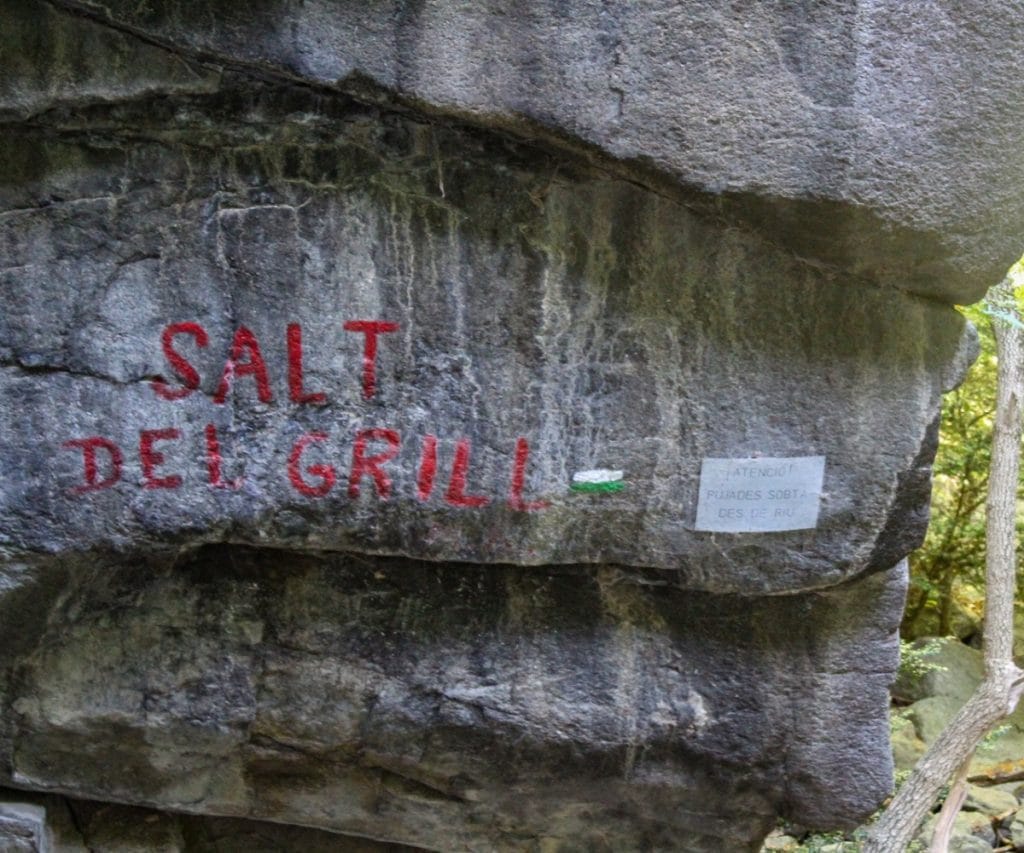 SALT
DEL GRILL
ATENCIÓ!
PUJADES SOBTA
DES DE RIU